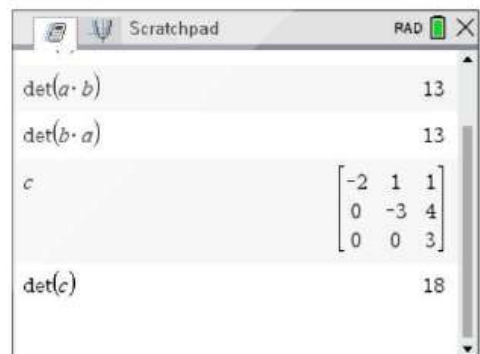 Scratchpad RAD
det(a·b) 13
det(b·a) 13
c [-2 1 1
0 -3 4
0 0 3]
det(c) 18